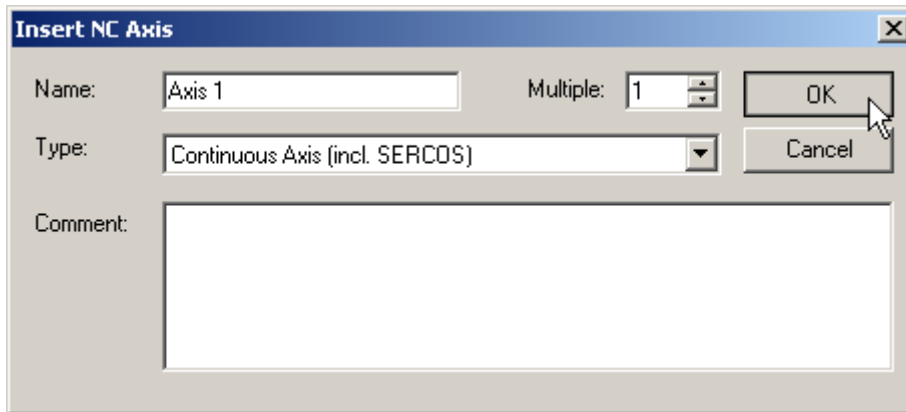 Insert NC Axis
Name: Axis 1 Multiple: 1 OK
Type: Continuous Axis (incl. SERCOS) Cancel
Comment: